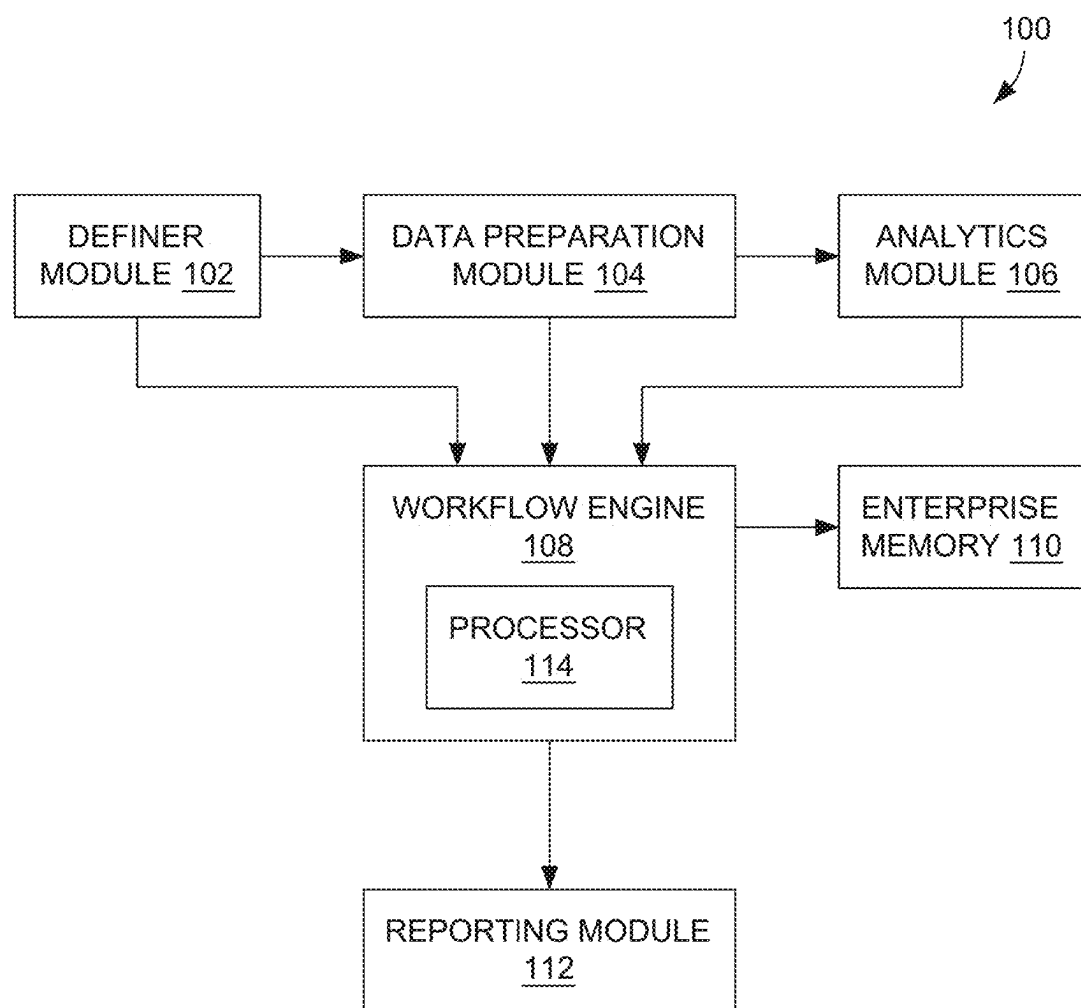 100
DEFINER
MODULE 102
DATA PREPARATION
MODULE 104
ANALYTICS
MODULE 106
WORKFLOW ENGINE
108
PROCESSOR
114
ENTERPRISE
MEMORY 110
REPORTING MODULE
112